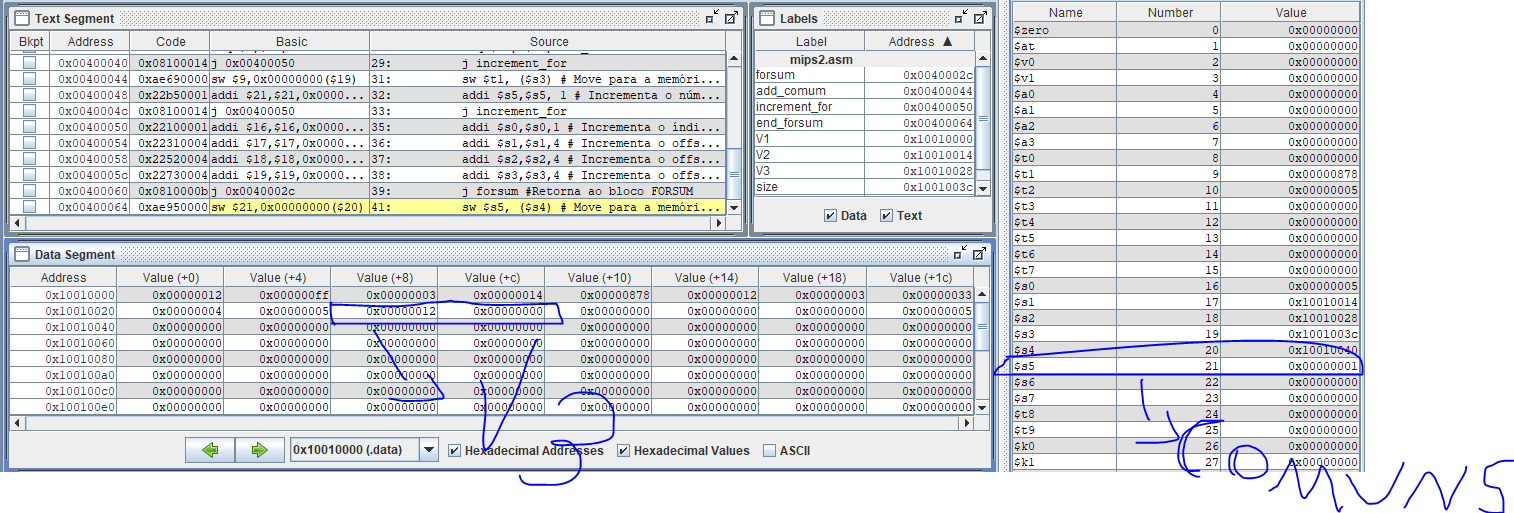 Text Segment
Bkpt Address Code Basic Source
0x00400040 0x08100014 j 0x00400050 29: j increment_for
0x00400044 0xae690000 sw $9,0x00000000($19) 31: sw $t1, ($s3) # Move para a memóri...
0x00400048 0x22b50001 addi $21,$21,0x0000... 32: addi $s5,$s5, 1 # Incrementa o núm...
0x0040004c 0x08100014 j 0x00400050 33: j increment_for
0x00400050 0x22100001 addi $16,$16,0x0000... 35: addi $s0,$s0,1 # Incrementa o índi...
0x00400054 0x22310004 addi $17,$17,0x0000... 36: addi $s1,$s1,4 # Incrementa o offs...
0x00400058 0x22520004 addi $18,$18,0x0000... 37: addi $s2,$s2,4 # Incrementa o offs...
0x0040005c 0x22730004 addi $19,$19,0x0000... 38: addi $s3,$s3,4 # Incrementa o offs...
0x00400060 0x0810000b j 0x0040002c 39: j forsum #Retorna ao bloco FORSUM
0x00400064 0xae950000 sw $21,0x00000000($20) 41: sw $s5, ($s4) # Move para a memóri...
Labels
Label Address ▲
mips2.asm
forsum 0x0040002c
add_comum 0x00400044
increment_for 0x00400050
end_forsum 0x00400064
V1 0x10010000
V2 0x10010014
V3 0x10010028
size 0x1001003c
Data Text
Data Segment
Address Value (+0) Value (+4) Value (+8) Value (+c) Value (+10) Value (+14) Value (+18) Value (+1c)
0x10010000 0x00000012 0x000000ff 0x00000003 0x00000014 0x00000878 0x00000012 0x00000003 0x00000033
0x10010020 0x00000004 0x00000005 0x00000012 0x00000000 0x00000000 0x00000000 0x00000000 0x00000005
0x10010040 0x00000000 0x00000000 0x00000000 0x00000000 0x00000000 0x00000000 0x00000000 0x00000000
0x10010060 0x00000000 0x00000000 0x00000000 0x00000000 0x00000000 0x00000000 0x00000000 0x00000000
0x10010080 0x00000000 0x00000000 0x00000000 0x00000000 0x00000000 0x00000000 0x00000000 0x00000000
0x100100a0 0x00000000 0x00000000 0x00000000 0x00000000 0x00000000 0x00000000 0x00000000 0x00000000
0x100100c0 0x00000000 0x00000000 0x00000000 0x00000000 0x00000000 0x00000000 0x00000000 0x00000000
0x100100e0 0x00000000 0x00000000 0x00000000 0x00000000 0x00000000 0x00000000 0x00000000 0x00000000
V3
0x10010000 (.data) Hexadecimal Addresses Hexadecimal Values ASCII
Name Number Value
$zero 0 0x00000000
$at 1 0x00000000
$v0 2 0x00000000
$v1 3 0x00000000
$a0 4 0x00000000
$a1 5 0x00000000
$a2 6 0x00000000
$a3 7 0x00000000
$t0 8 0x00000000
$t1 9 0x00000878
$t2 10 0x00000005
$t3 11 0x00000000
$t4 12 0x00000000
$t5 13 0x00000000
$t6 14 0x00000000
$t7 15 0x00000000
$s0 16 0x00000005
$s1 17 0x10010014
$s2 18 0x10010028
$s3 19 0x1001003c
$s4 20 0x10010040
$s5 21 0x00000001
$s6 22 0x00000000
$s7 23 0x00000000
$t8 24 0x00000000
$t9 25 0x00000000
$k0 26 0x00000000
$k1 27 0x00000000
COMUNS